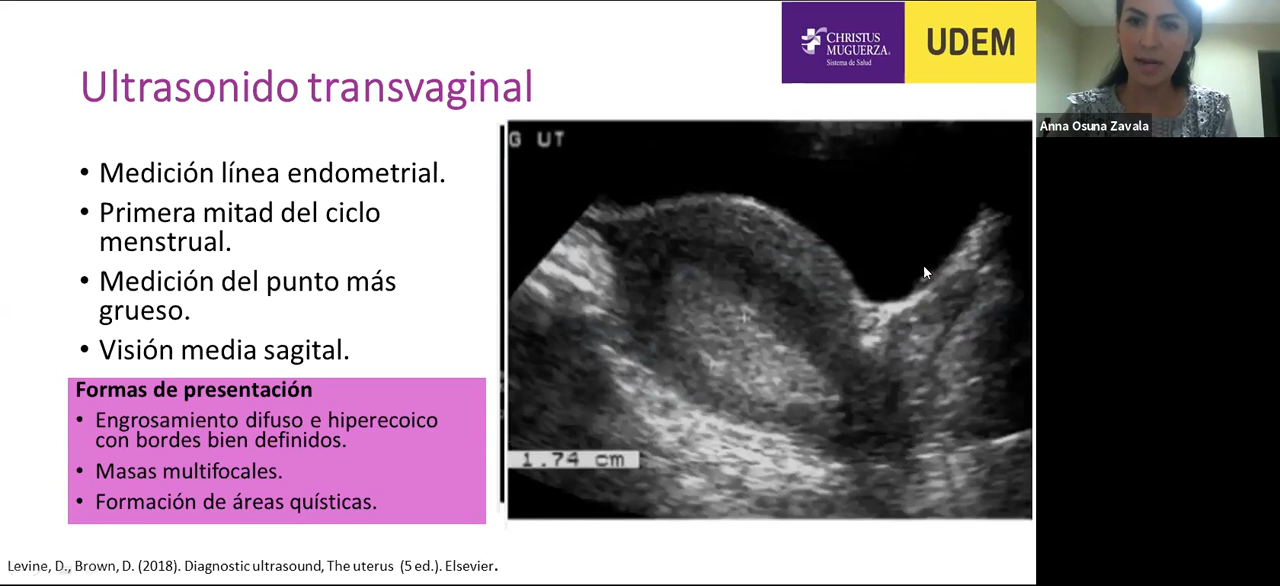 CHRISTUS
MUGUERZA®
Sistema de Salud
UDEM
Ultrasonido transvaginal
Anna Osuna Zavala
• Medición línea endometrial.
• Primera mitad del ciclo
menstrual.
• Medición del punto más
grueso.
• Visión media sagital.
Formas de presentación
• Engrosamiento difuso e hiperecoico
con bordes bien definidos.
• Masas multifocales.
• Formación de áreas quísticas.
G UT
1.74 cm
Levine, D., Brown, D. (2018). Diagnostic ultrasound, The uterus (5 ed.). Elsevier.